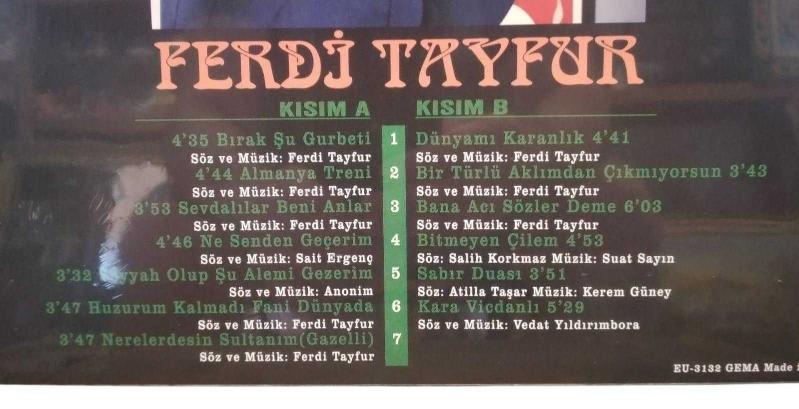 FERDİ TAYFUR
KISIM A
4'35 Bırak Şu Gurbeti
Söz ve Müzik: Ferdi Tayfur
4'44 Almanya Treni
Söz ve Müzik: Ferdi Tayfur
3'53 Sevdalılar Beni Anlar
Söz ve Müzik: Ferdi Tayfur
4'46 Ne Senden Geçerim
Söz ve Müzik: Sait Ergenç
3'32 Seyyah Olup Şu Alemi Gezerim
Söz ve Müzik: Anonim
3'47 Huzurum Kalmadı Fani Dünyada
Söz ve Müzik: Ferdi Tayfur
3'47 Nerelerdesin Sultanım(Gazelli)
Söz ve Müzik: Ferdi Tayfur
1
2
3
4
5
6
7
KISIM B
Dünyamı Karanlık 4'41
Söz ve Müzik: Ferdi Tayfur
Bir Türlü Aklımdan Çıkmıyorsun 3'43
Söz ve Müzik: Ferdi Tayfur
Bana Acı Sözler Deme 6'03
Söz ve Müzik: Ferdi Tayfur
Bitmeyen Çilem 4'53
Söz: Salih Korkmaz Müzik: Suat Sayın
Sabır Duası 3'51
Söz: Atilla Taşar Müzik: Kerem Güney
Kara Vicdanlı 5'29
Söz ve Müzik: Vedat Yıldırımbora
EU-3132 GEMA Made